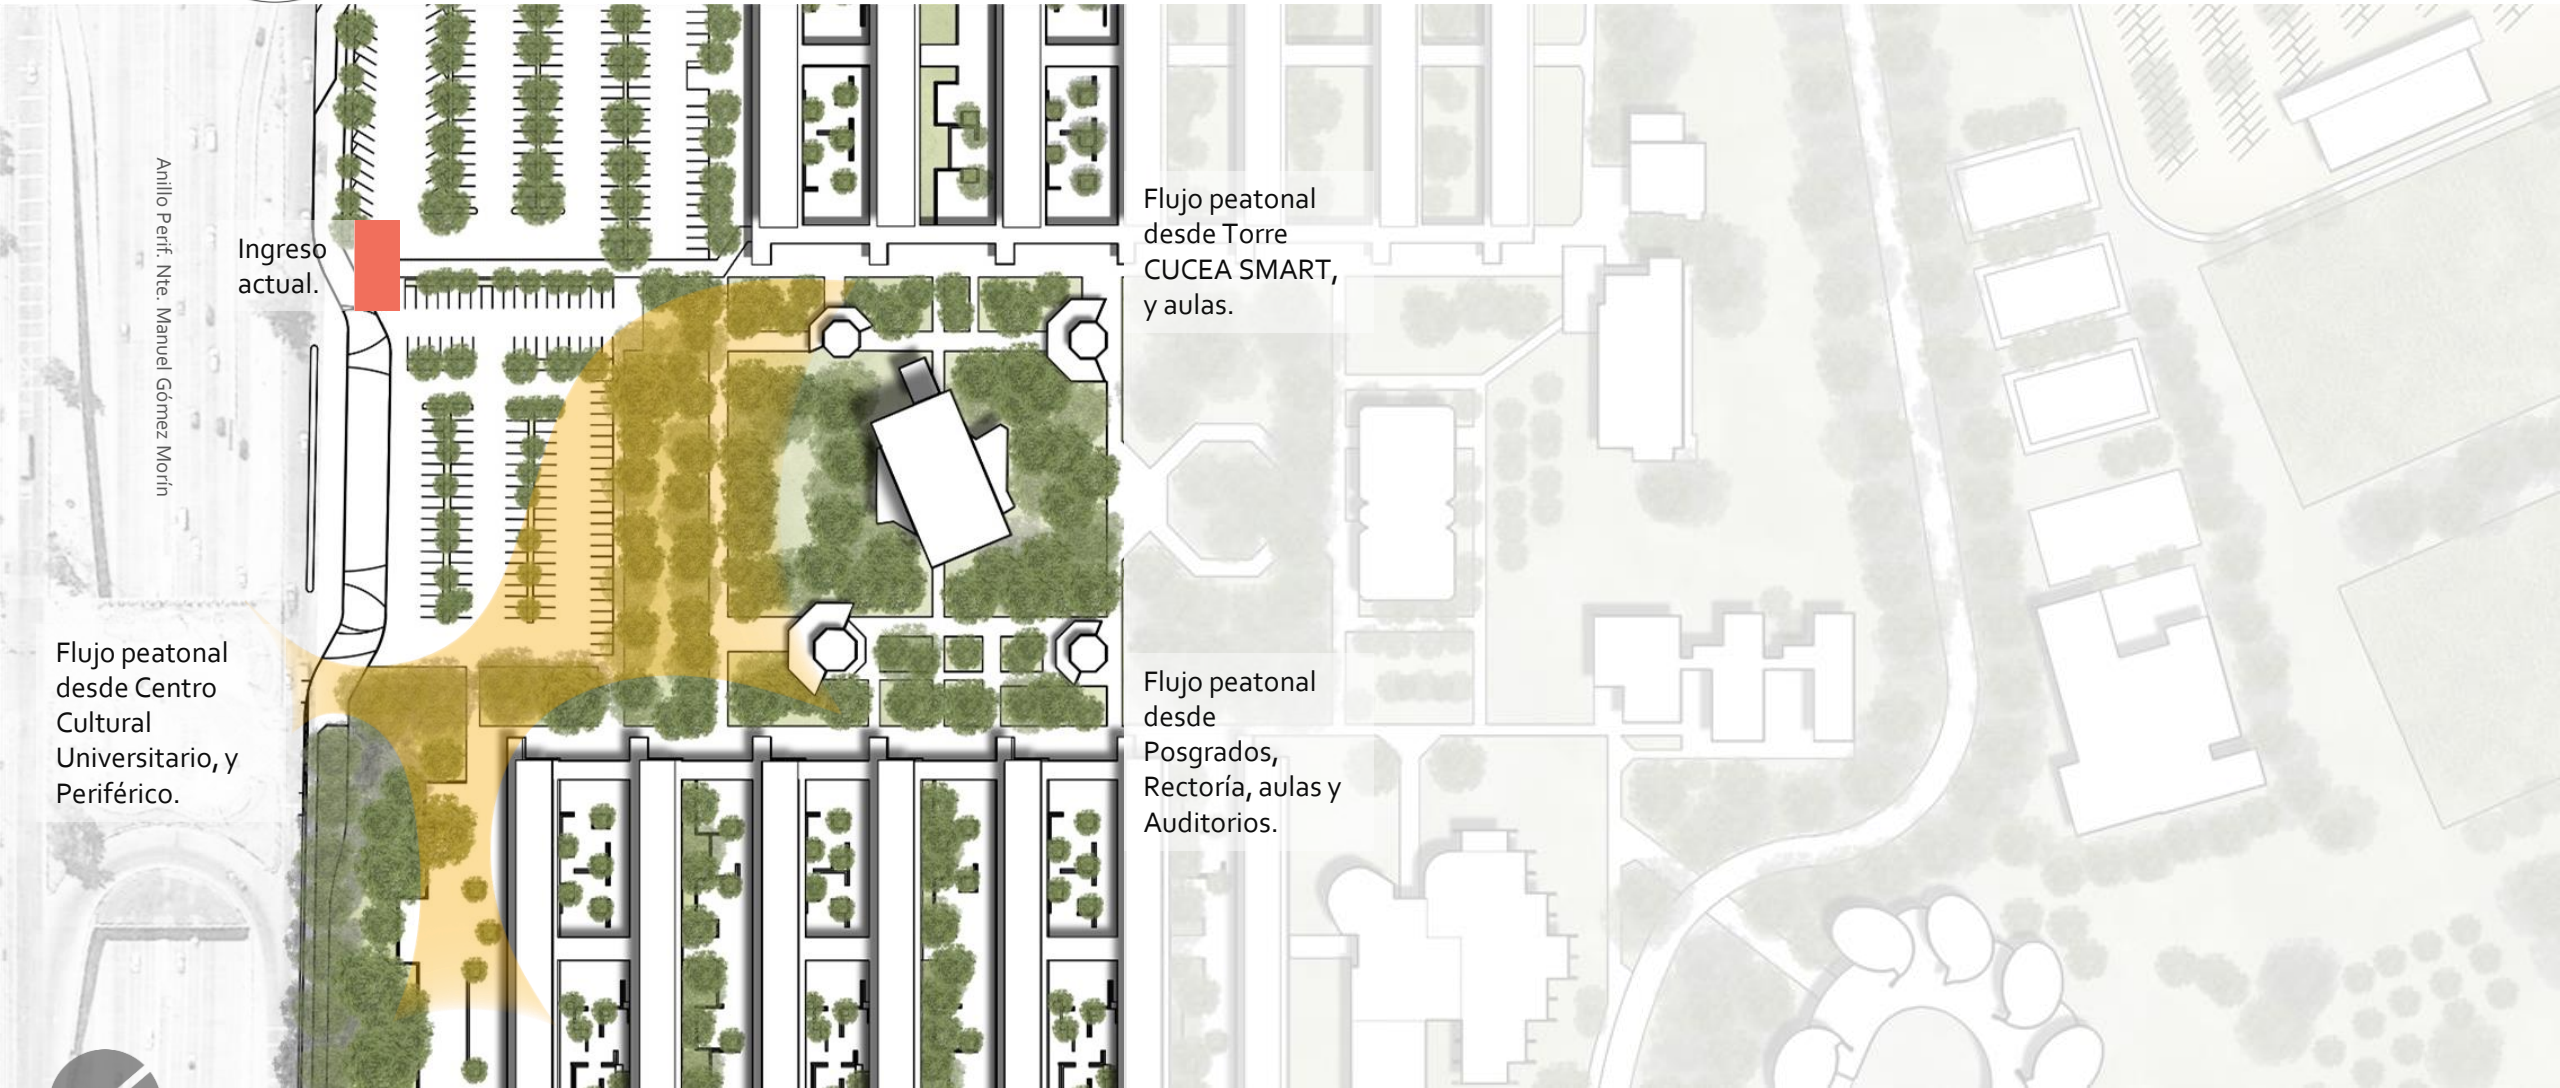 Anillo Perif. Nte. Manuel Gómez Morín
Ingreso
actual.
Flujo peatonal
desde Torre
CUCEA SMART,
y aulas.
Flujo peatonal
desde Centro
Cultural
Universitario, y
Periférico.
Flujo peatonal
desde
Posgrados,
Rectoría, aulas y
Auditorios.